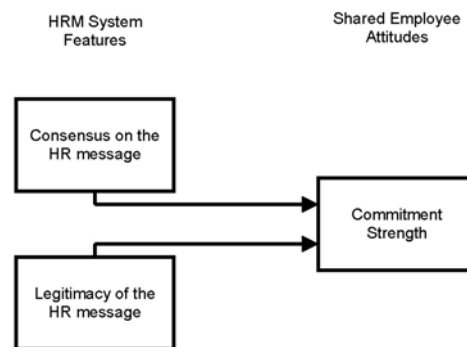 HRM System
Features
Shared Employee
Attitudes
Consensus on the
HR message
Commitment
Strength
Legitimacy of the
HR message